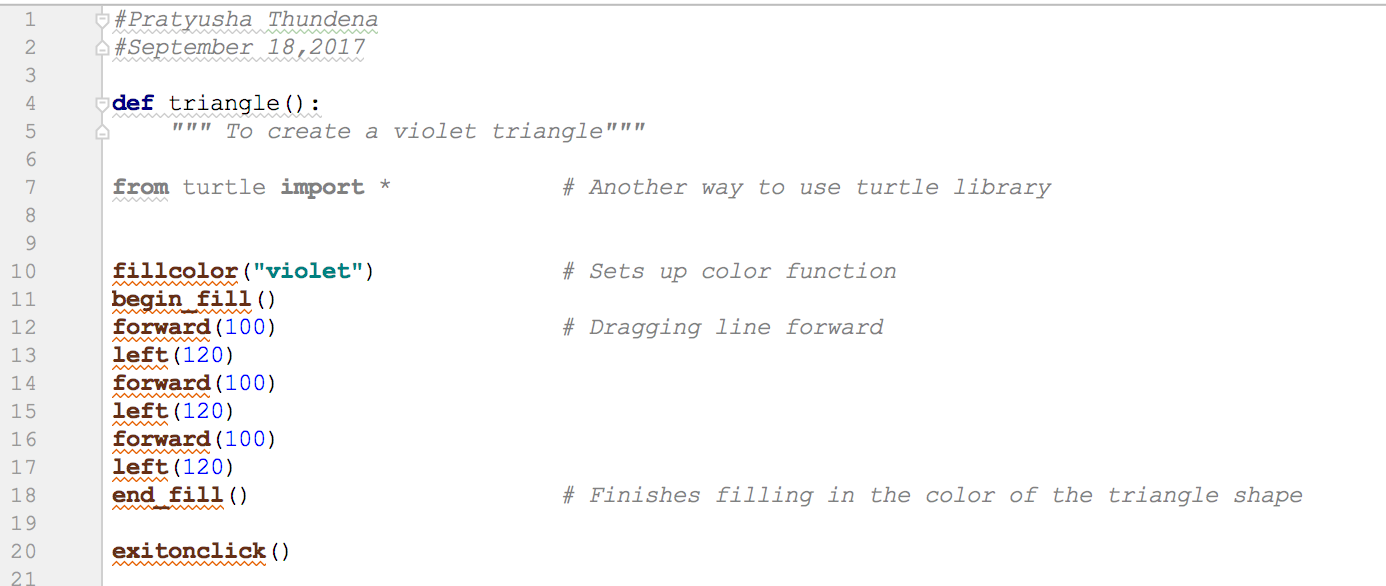 1 #Pratyusha Thundena
2 #September 18,2017
3
4 def triangle():
5 """ To create a violet triangle"""
6
7 from turtle import * # Another way to use turtle library
8
9
10 fillcolor("violet") # Sets up color function
11 begin_fill()
12 forward(100) # Dragging line forward
13 left(120)
14 forward(100)
15 left(120)
16 forward(100)
17 left(120)
18 end_fill() # Finishes filling in the color of the triangle shape
19
20 exitonclick()
21